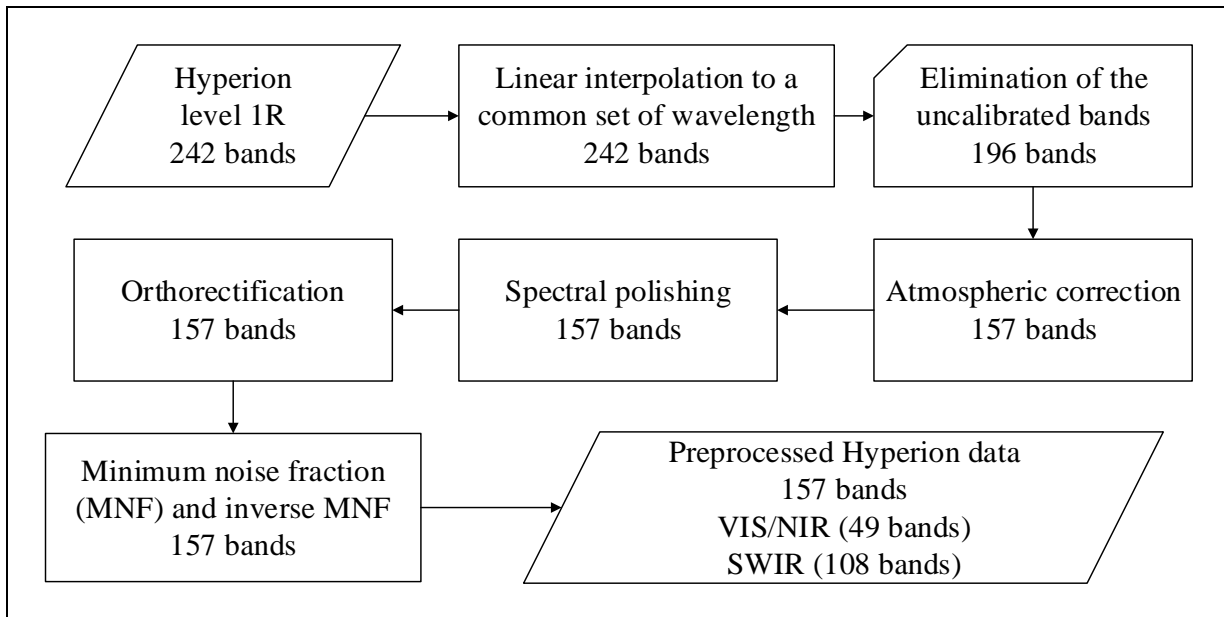 Hyperion
level 1R
242 bands
Linear interpolation to a
common set of wavelength
242 bands
Elimination of the
uncalibrated bands
196 bands
Atmospheric correction
157 bands
Spectral polishing
157 bands
Orthorectification
157 bands
Minimum noise fraction
(MNF) and inverse MNF
157 bands
Preprocessed Hyperion data
157 bands
VIS/NIR (49 bands)
SWIR (108 bands)